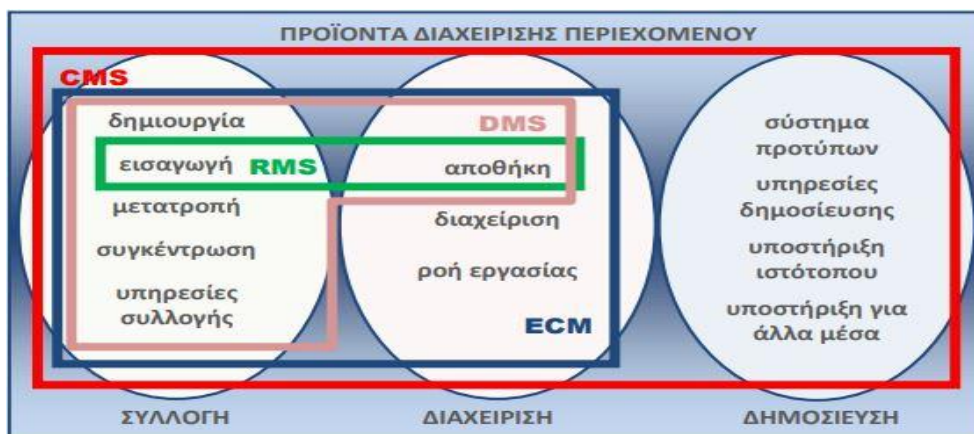 ΠΡΟΪΟΝΤΑ ΔΙΑΧΕΙΡΙΣΗΣ ΠΕΡΙΕΧΟΜΕΝΟΥ
CMS
δημιουργία
DMS
εισαγωγή RMS
αποθήκη
μετατροπή
διαχείριση
συγκέντρωση
ροή εργασίας
υπηρεσίες
συλλογής
ECM
σύστημα
προτύπων
υπηρεσίες
δημοσίευσης
υποστήριξη
ιστότοπου
υποστήριξη για
άλλα μέσα
ΣΥΛΛΟΓΗ
ΔΙΑΧΕΙΡΙΣΗ
ΔΗΜΟΣΙΕΥΣΗ